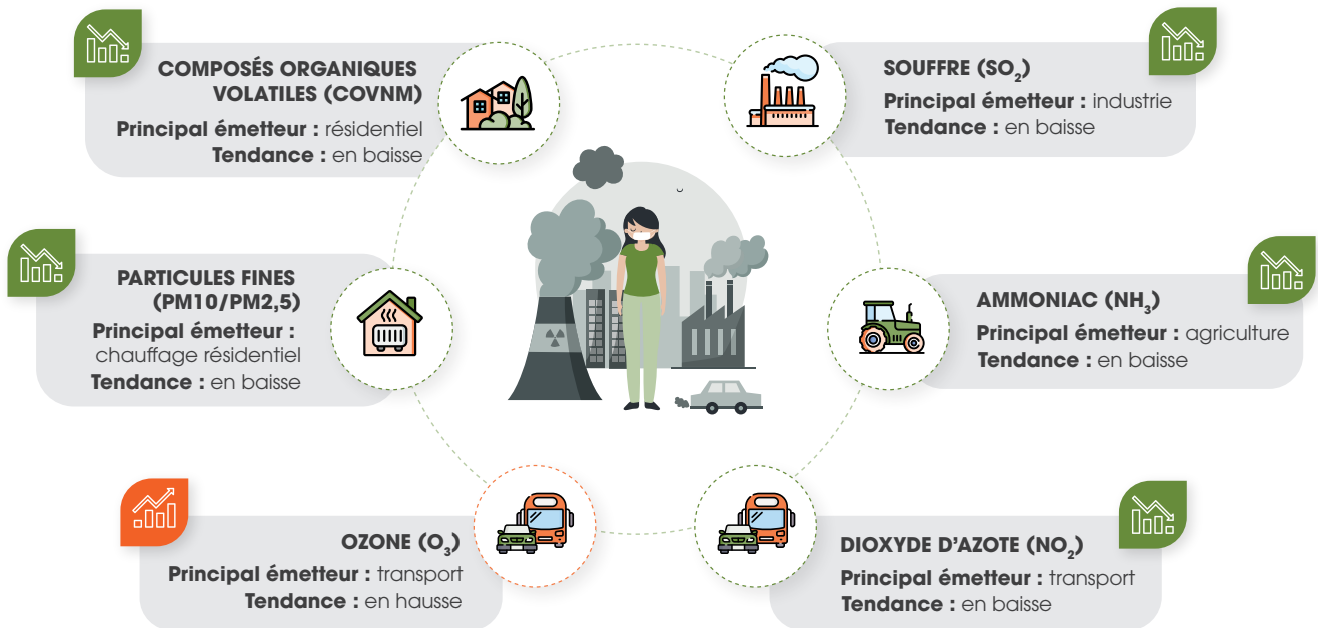 COMPOSÉS ORGANIQUES
VOLATILES (COVNM)
Principal émetteur : résidentiel
Tendance : en baisse
SOUFFRE (SO₂)
Principal émetteur : industrie
Tendance : en baisse
PARTICULES FINES
(PM10/PM2,5)
Principal émetteur :
chauffage résidentiel
Tendance : en baisse
AMMONIAC (NH₃)
Principal émetteur : agriculture
Tendance : en baisse
OZONE (O₃)
Principal émetteur : transport
Tendance : en hausse
DIOXYDE D’AZOTE (NO₂)
Principal émetteur : transport
Tendance : en baisse